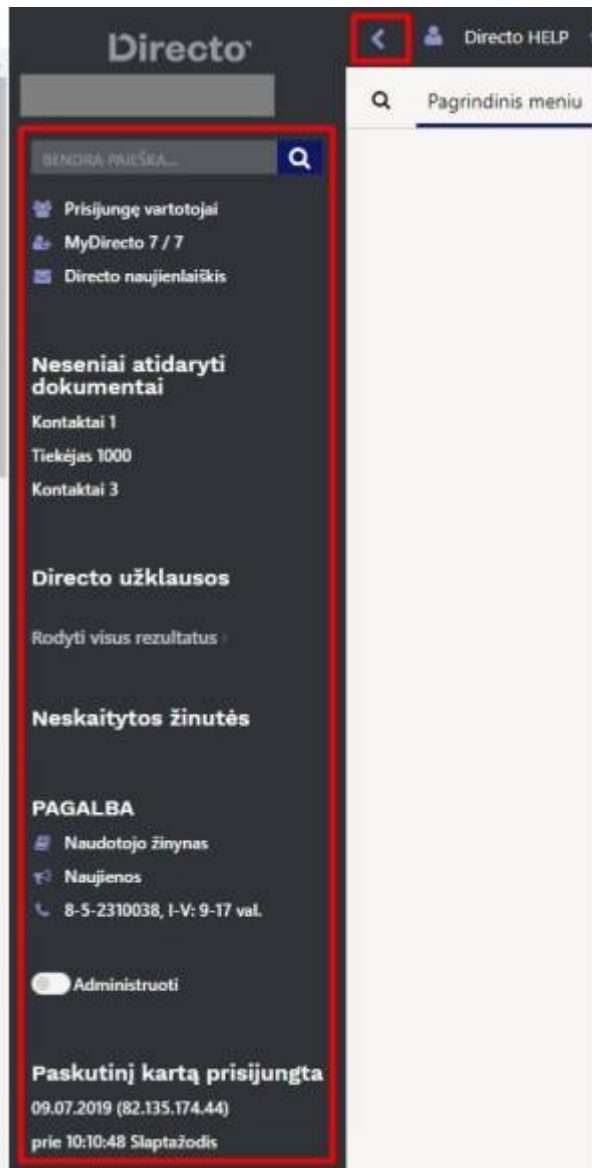 Directo
Directo HELP
Pagrindinis meniu
BENDRA PAIEŠKA...
Prisijungę vartotojai
MyDirecto 7 / 7
Directo naujienlaiškis
Neseniai atidaryti
dokumentai
Kontaktai 1
Tiekėjas 1000
Kontaktai 3
Directo užklausos
Rodyti visus rezultatus
Neskaitytos žinutės
PAGALBA
Naudotojo žinynas
Naujienos
8-5-2310038, I-V: 9-17 val.
Administruoti
Paskutinį kartą prisijungta
09.07.2019 (82.135.174.44)
prie 10:10:48 Slaptažodis